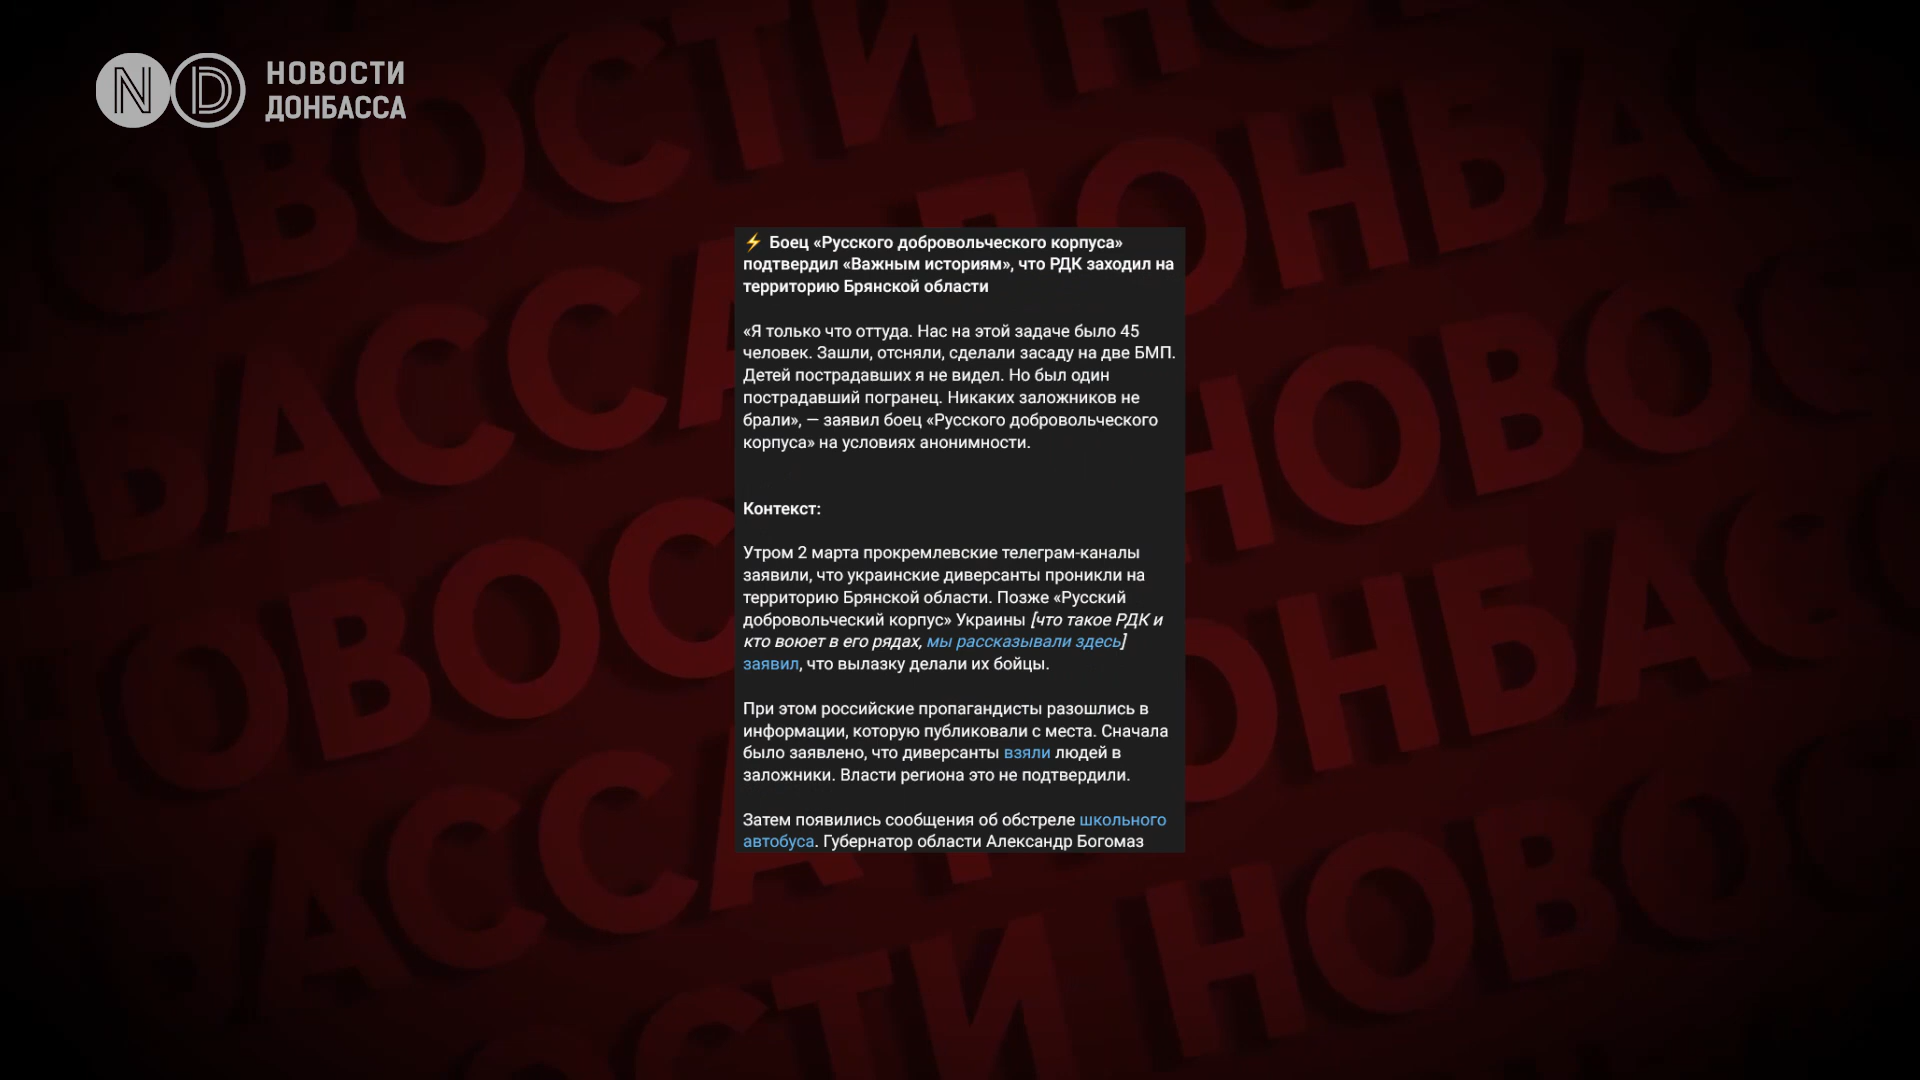 НОВОСТИ
ДОНБАССА
⚡ Боец «Русского добровольческого корпуса»
подтвердил «Важным историям», что РДК заходил на
территорию Брянской области
«Я только что оттуда. Нас на этой задаче было 45
человек. Зашли, отсняли, сделали засаду на две БМП.
Детей пострадавших я не видел. Но был один
пострадавший погранец. Никаких заложников не
брали», — заявил боец «Русского добровольческого
корпуса» на условиях анонимности.
Контекст:
Утром 2 марта прокремлевские телеграм-каналы
заявили, что украинские диверсанты проникли на
территорию Брянской области. Позже «Русский
добровольческий корпус» Украины [что такое РДК и
кто воюет в его рядах, мы рассказывали здесь]
заявил, что вылазку делали их бойцы.
При этом российские пропагандисты разошлись в
информации, которую публиковали с места. Сначала
было заявлено, что диверсанты взяли людей в
заложники. Власти региона это не подтвердили.
Затем появились сообщения об обстреле школьного
автобуса. Губернатор области Александр Богомаз